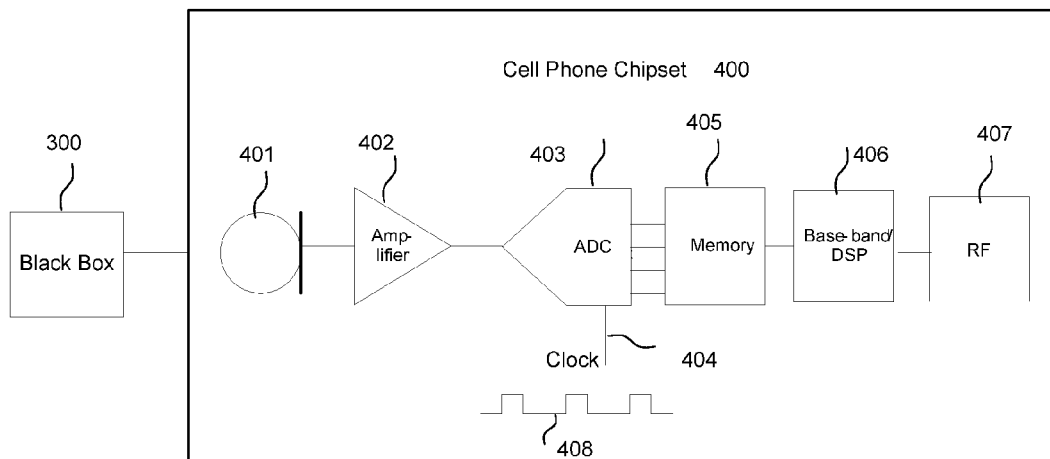 Cell Phone Chipset 400
300
401
402
403
405
406
407
Black Box
Amp-
lifier
ADC
Memory
Base-band/
DSP
RF
Clock
404
408